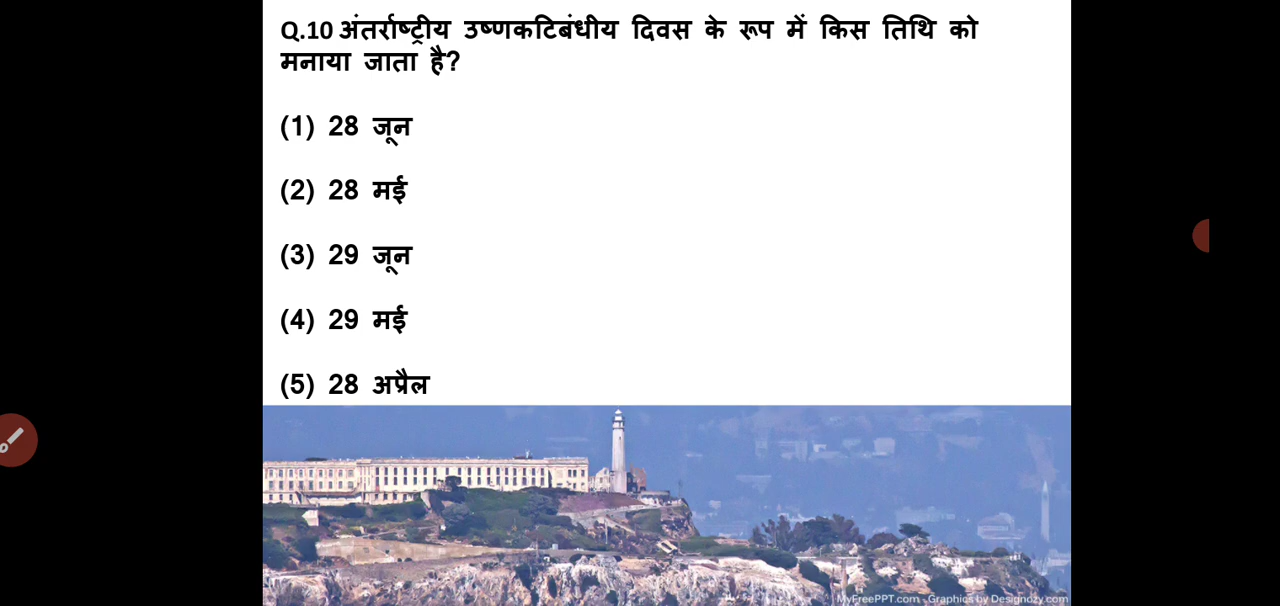 Q.10 अंतर्राष्ट्रीय उष्णकटिबंधीय दिवस के रूप में किस तिथि को
मनाया जाता है?
(1) 28 जून
(2) 28 मई
(3) 29 जून
(4) 29 मई
(5) 28 अप्रैल
MyFreePPT.com - Graphics by Designozy.com